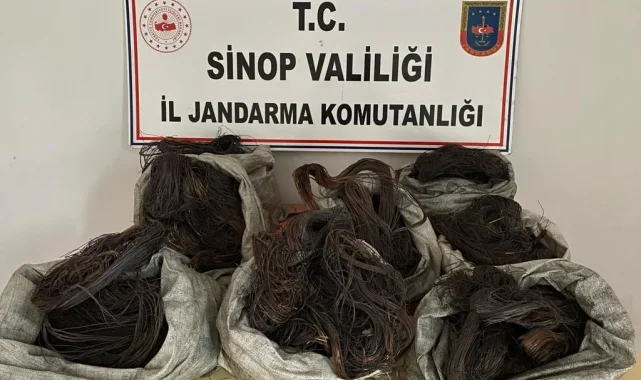 T.C.
SİNOP VALİLİĞİ
İL JANDARMA KOMUTANLIĞI